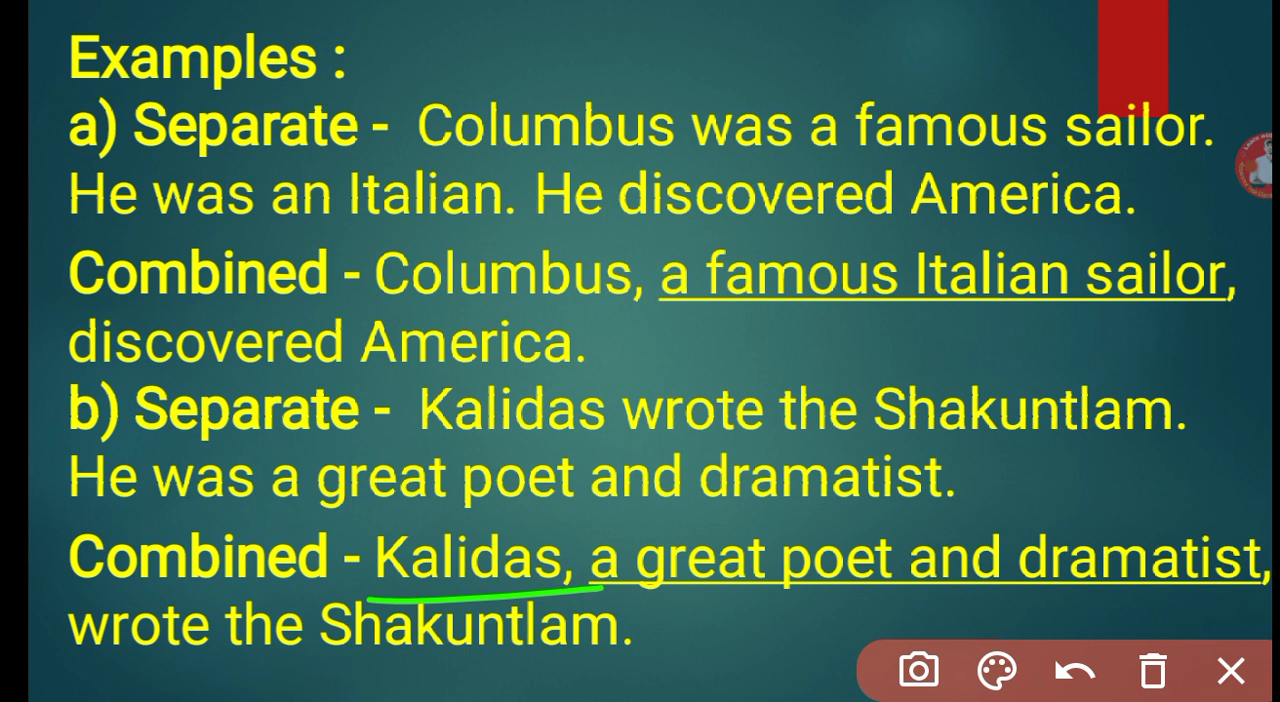 Examples :
a) Separate - Columbus was a famous sailor.
He was an Italian. He discovered America.
Combined - Columbus, a famous Italian sailor,
discovered America.
b) Separate - Kalidas wrote the Shakuntlam.
He was a great poet and dramatist.
Combined - Kalidas, a great poet and dramatist,
wrote the Shakuntlam.